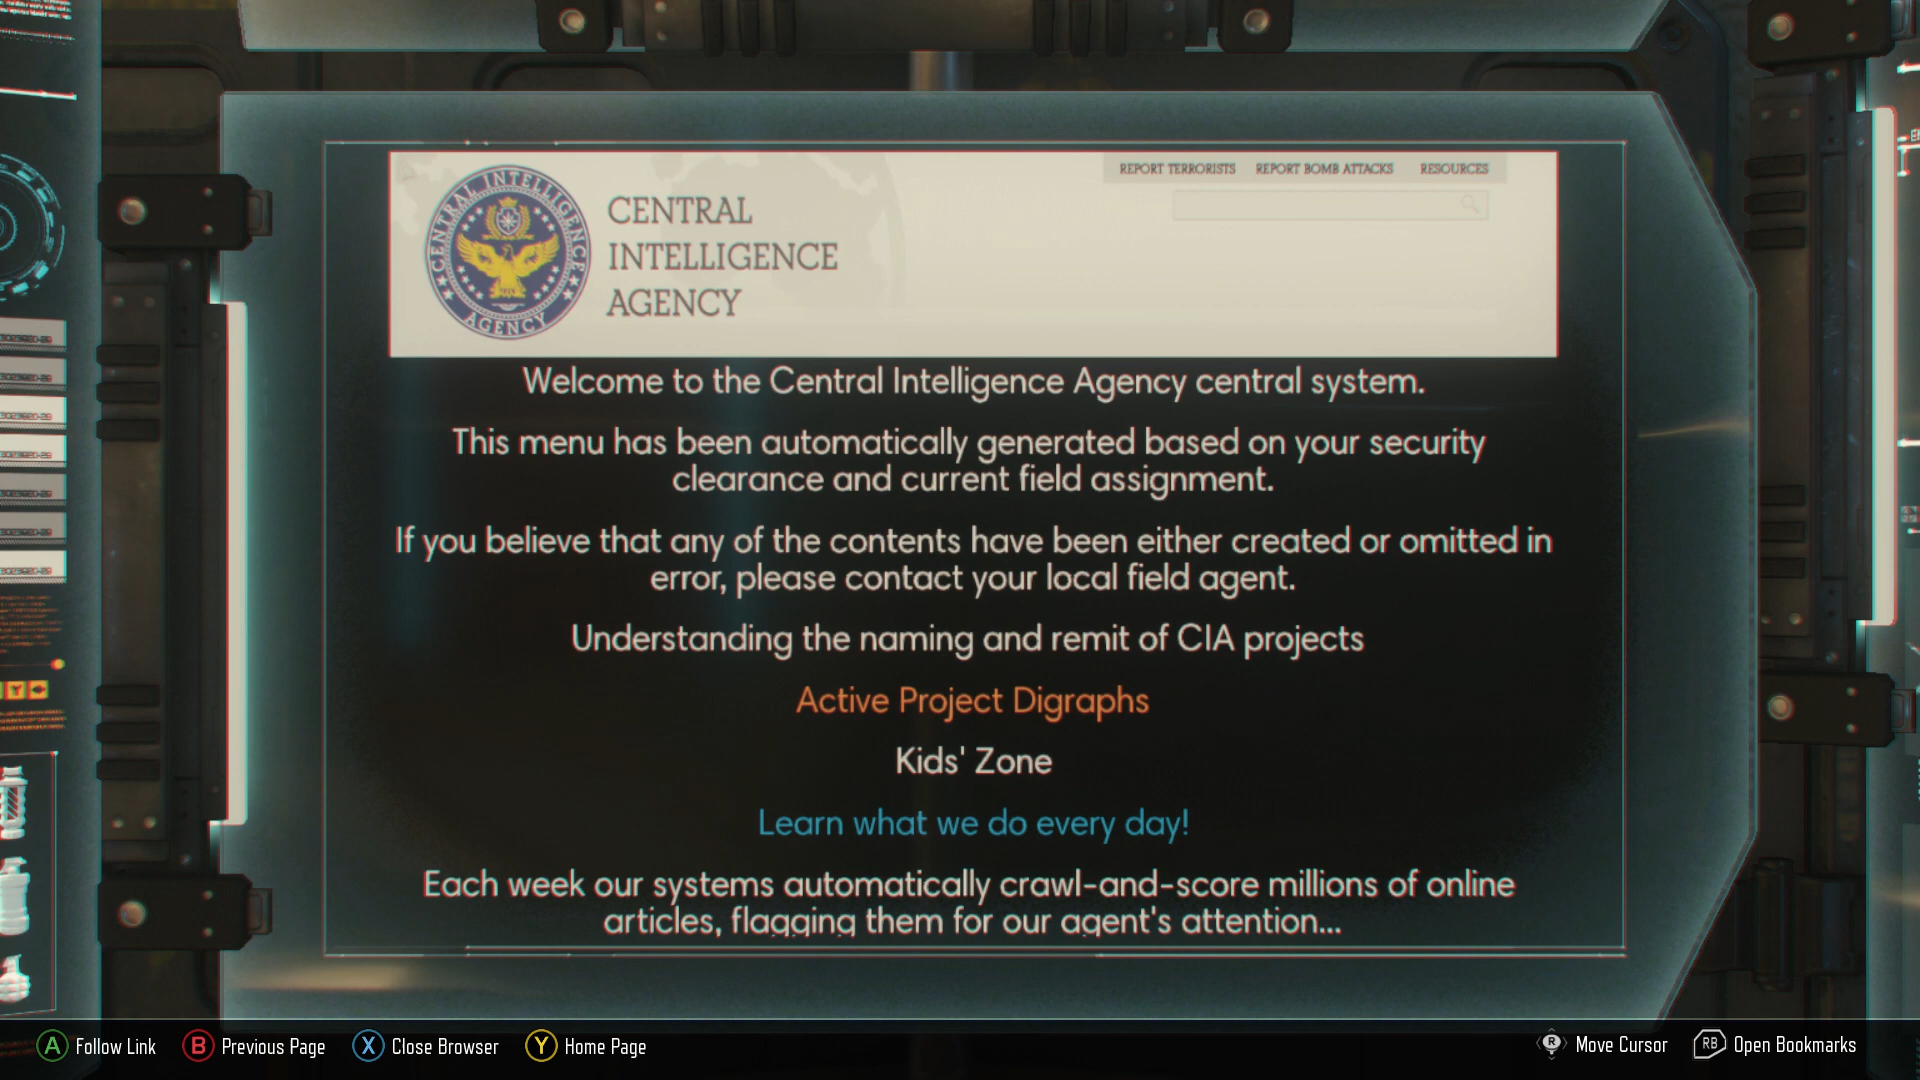 REPORT TERRORISTS REPORT BOMB ATTACKS RESOURCES
CENTRAL INTELLIGENCE AGENCY
CENTRAL
INTELLIGENCE
AGENCY
Welcome to the Central Intelligence Agency central system.
This menu has been automatically generated based on your security
clearance and current field assignment.
If you believe that any of the contents have been either created or omitted in
error, please contact your local field agent.
Understanding the naming and remit of CIA projects
Active Project Digraphs
Kids' Zone
Learn what we do every day!
Each week our systems automatically crawl-and-score millions of online
articles, flagging them for our agent's attention...
A Follow Link B Previous Page X Close Browser Y Home Page R Move Cursor RB Open Bookmarks